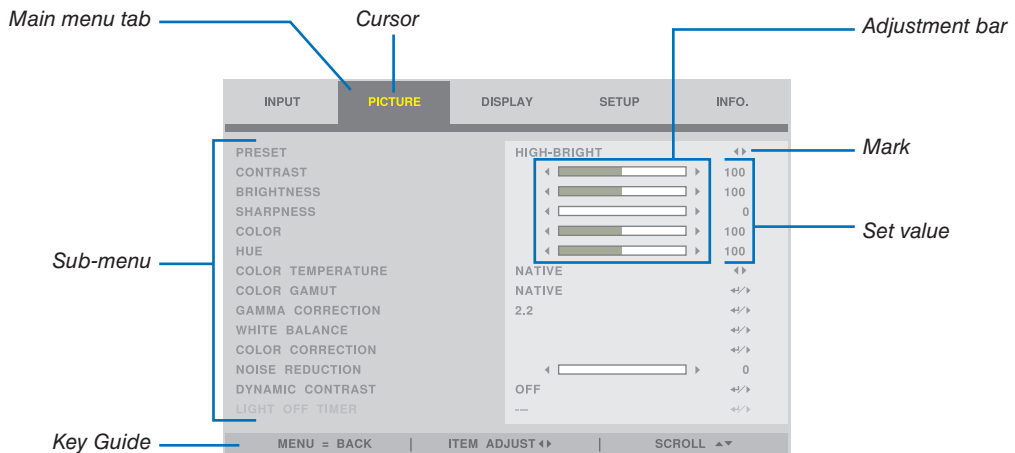 Main menu tab
Cursor
Adjustment bar
INPUT PICTURE DISPLAY SETUP INFO.
PRESET HIGH-BRIGHT
Mark
CONTRAST 100
BRIGHTNESS 100
SHARPNESS 0
COLOR 100
Set value
HUE 100
Sub-menu
COLOR TEMPERATURE NATIVE
COLOR GAMUT NATIVE
GAMMA CORRECTION 2.2
WHITE BALANCE
COLOR CORRECTION
NOISE REDUCTION 0
DYNAMIC CONTRAST OFF
LIGHT OFF TIMER ---
Key Guide
MENU = BACK | ITEM ADJUST | SCROLL